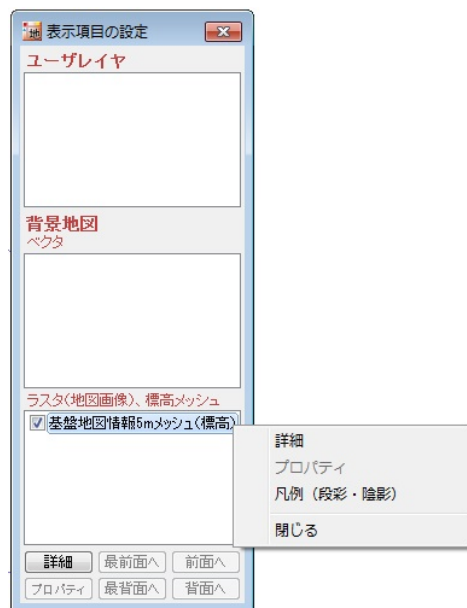 表示項目の設定
ユーザレイヤ
背景地図
ベクタ
ラスタ(地図画像)、標高メッシュ
基盤地図情報5mメッシュ(標高)
詳細
プロパティ
凡例（段彩・陰影）
閉じる
詳細 最前面へ 前面へ
プロパティ 最背面へ 背面へ